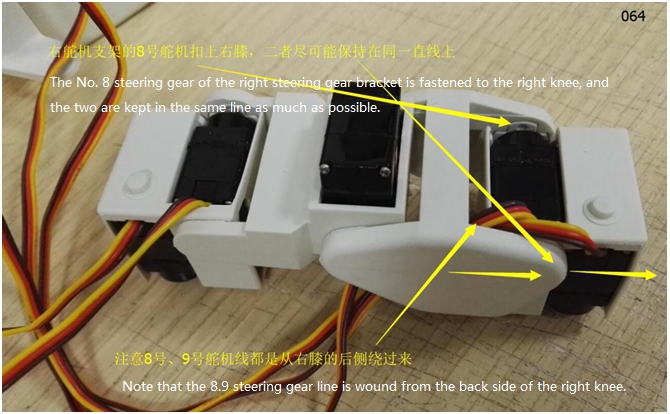 064
右舵机支架的8号舵机扣上右膝，二者尽可能保持在同一直线上
The No. 8 steering gear of the right steering gear bracket is fastened to the right knee, and
the two are kept in the same line as much as possible.
注意8号、9号舵机线都是从右膝的后侧绕过来
Note that the 8.9 steering gear line is wound from the back side of the right knee.